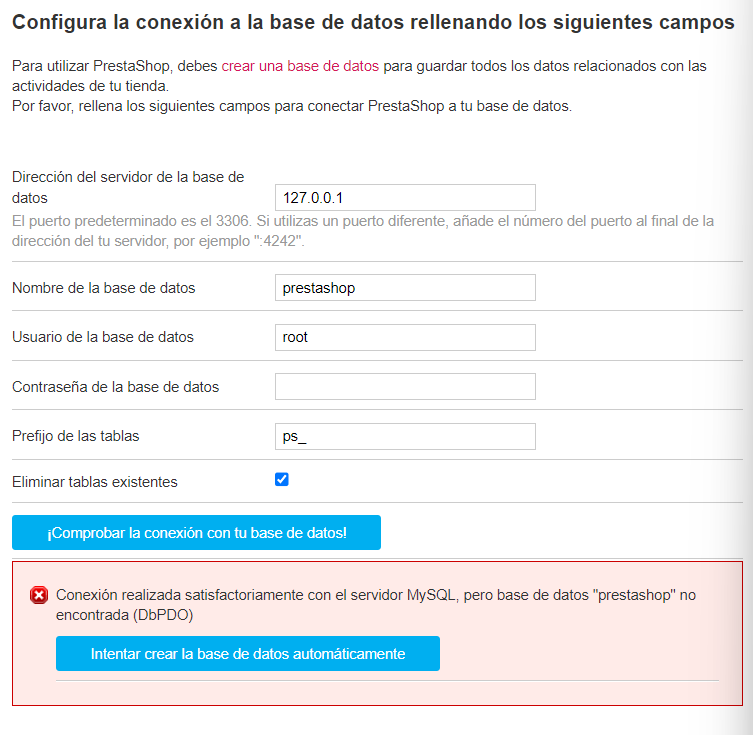 Configura la conexión a la base de datos rellenando los siguientes campos
Para utilizar PrestaShop, debes crear una base de datos para guardar todos los datos relacionados con las
actividades de tu tienda.
Por favor, rellena los siguientes campos para conectar PrestaShop a tu base de datos.
Dirección del servidor de la base de
datos
127.0.0.1
El puerto predeterminado es el 3306. Si utilizas un puerto diferente, añade el número del puerto al final de la
dirección del tu servidor, por ejemplo ":4242".
Nombre de la base de datos
prestashop
Usuario de la base de datos
root
Contraseña de la base de datos
Prefijo de las tablas
ps_
Eliminar tablas existentes
¡Comprobar la conexión con tu base de datos!
Conexión realizada satisfactoriamente con el servidor MySQL, pero base de datos "prestashop" no
encontrada (DbPDO)
Intentar crear la base de datos automáticamente